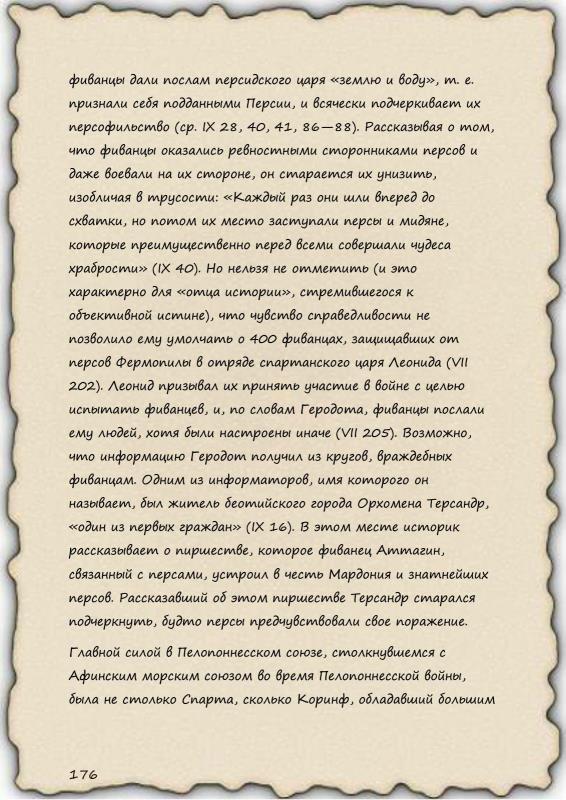 фиванцы дали послам персидского царя «землю и воду», т. е.
признали себя подданными Персии, и всячески подчеркивает их
персофильство (ср. IX 28, 40, 41, 86—88). Рассказывая о том,
что фиванцы оказались ревностными сторонниками персов и
даже воевали на их стороне, он старается их унизить,
изобличая в трусости: «Каждый раз они шли вперед до
схватки, но потом их место заступали персы и мидяне,
которые преимущественно перед всеми совершали чудеса
храбрости» (IX 40). Но нельзя не отметить (и это
характерно для «отца истории», стремившегося к
объективной истине), что чувство справедливости не
позволило ему умолчать о 400 фиванцах, защищавших от
персов Фермопилы в отряде спартанского царя Леонида (VII
202). Леонид призывал их принять участие в войне с целью
испытать фиванцев, и, по словам Геродота, фиванцы послали
ему людей, хотя были настроены иначе (VII 205). Возможно,
что информацию Геродот получил из кругов, враждебных
фиванцам. Одним из информаторов, имя которого он
называет, был житель беотийского города Орхомена Терсандр,
«один из первых граждан» (IX 16). В этом месте историк
рассказывает о пиршестве, которое фиванец Аттагин,
связанный с персами, устроил в честь Мардония и знатнейших
персов. Рассказавший об этом пиршестве Терсандр старался
подчеркнуть, будто персы предчувствовали свое поражение.
Главной силой в Пелопоннесском союзе, столкнувшемся с
Афинским морским союзом во время Пелопоннесской войны,
была не столько Спарта, сколько Коринф, обладавший большим
176